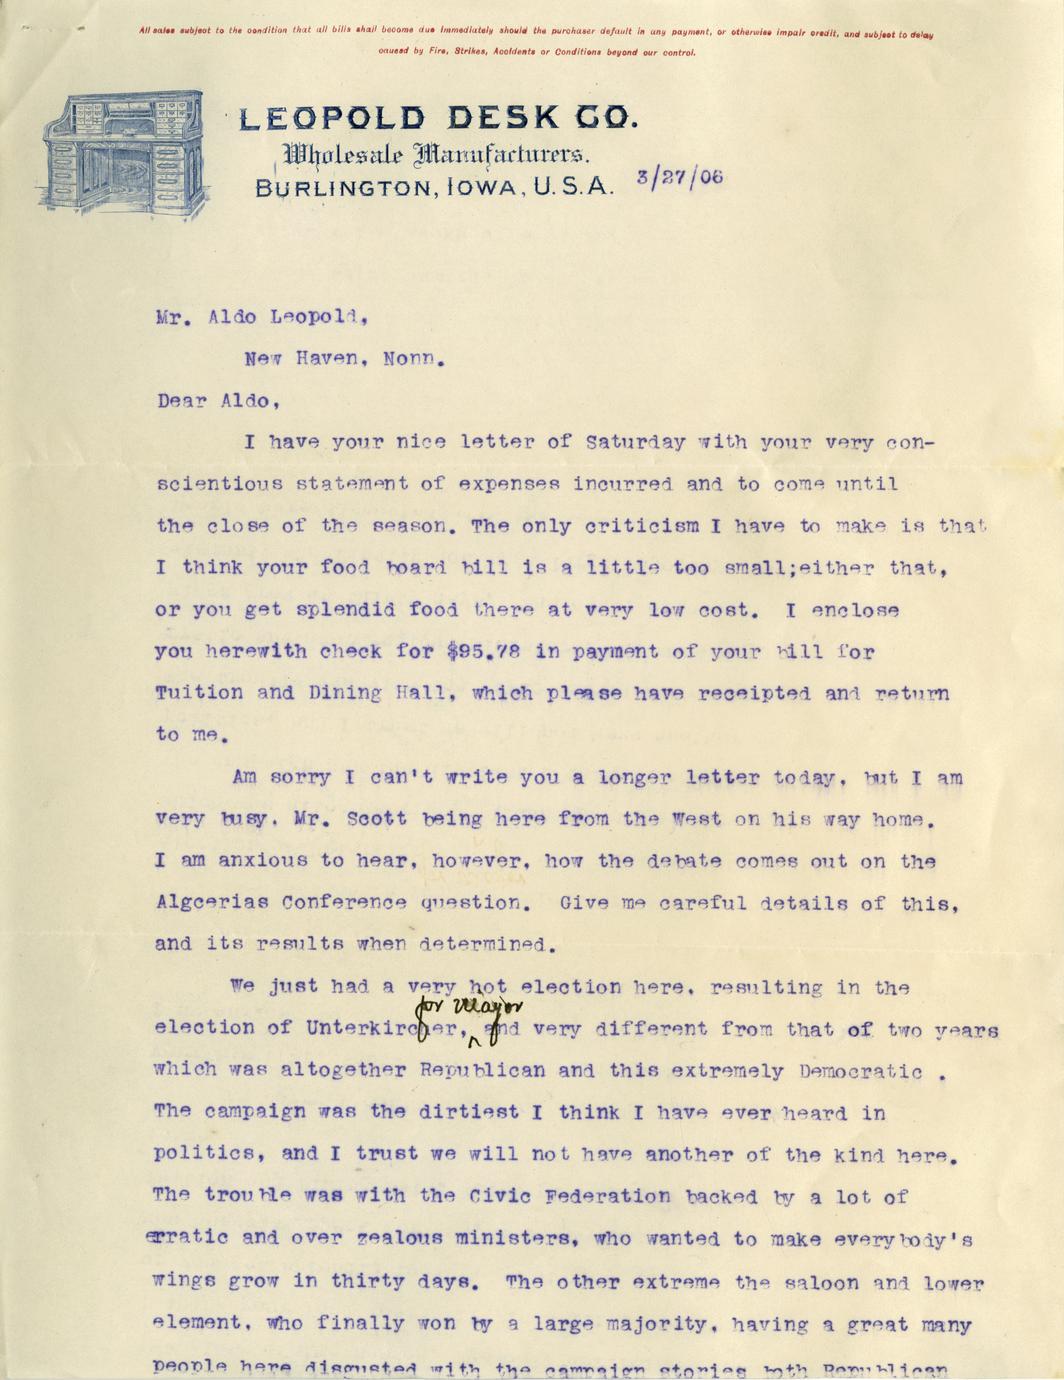 All sales subject to the condition that all bills shall become due immediately should the purchaser default in any payment, or otherwise impair credit, and subject to delay
caused by Fire, Strikes, Accidents or Conditions beyond our control.
LEOPOLD DESK CO.
Wholesale Manufacturers.
BURLINGTON, IOWA, U.S.A. 3/27/06
Mr. Aldo Leopold,
New Haven, Nonn.
Dear Aldo,
I have your nice letter of Saturday with your very con-
scientious statement of expenses incurred and to come until
the close of the season. The only criticism I have to make is that
I think your food board bill is a little too small;either that,
or you get splendid food there at very low cost. I enclose
you herewith check for $95.78 in payment of your bill for
Tuition and Dining Hall, which please have receipted and return
to me.
Am sorry I can't write you a longer letter today, but I am
very busy, Mr. Scott being here from the West on his way home.
I am anxious to hear, however, how the debate comes out on the
Algcerias Conference question. Give me careful details of this,
and its results when determined.
We just had a very hot election here, resulting in the
for Mayor
election of Unterkircher, and very different from that of two years
which was altogether Republican and this extremely Democratic .
The campaign was the dirtiest I think I have ever heard in
politics, and I trust we will not have another of the kind here.
The trouble was with the Civic Federation backed by a lot of
erratic and over zealous ministers, who wanted to make everybody's
wings grow in thirty days. The other extreme the saloon and lower
element, who finally won by a large majority, having a great many
people here disgusted with the campaign stories both Republican